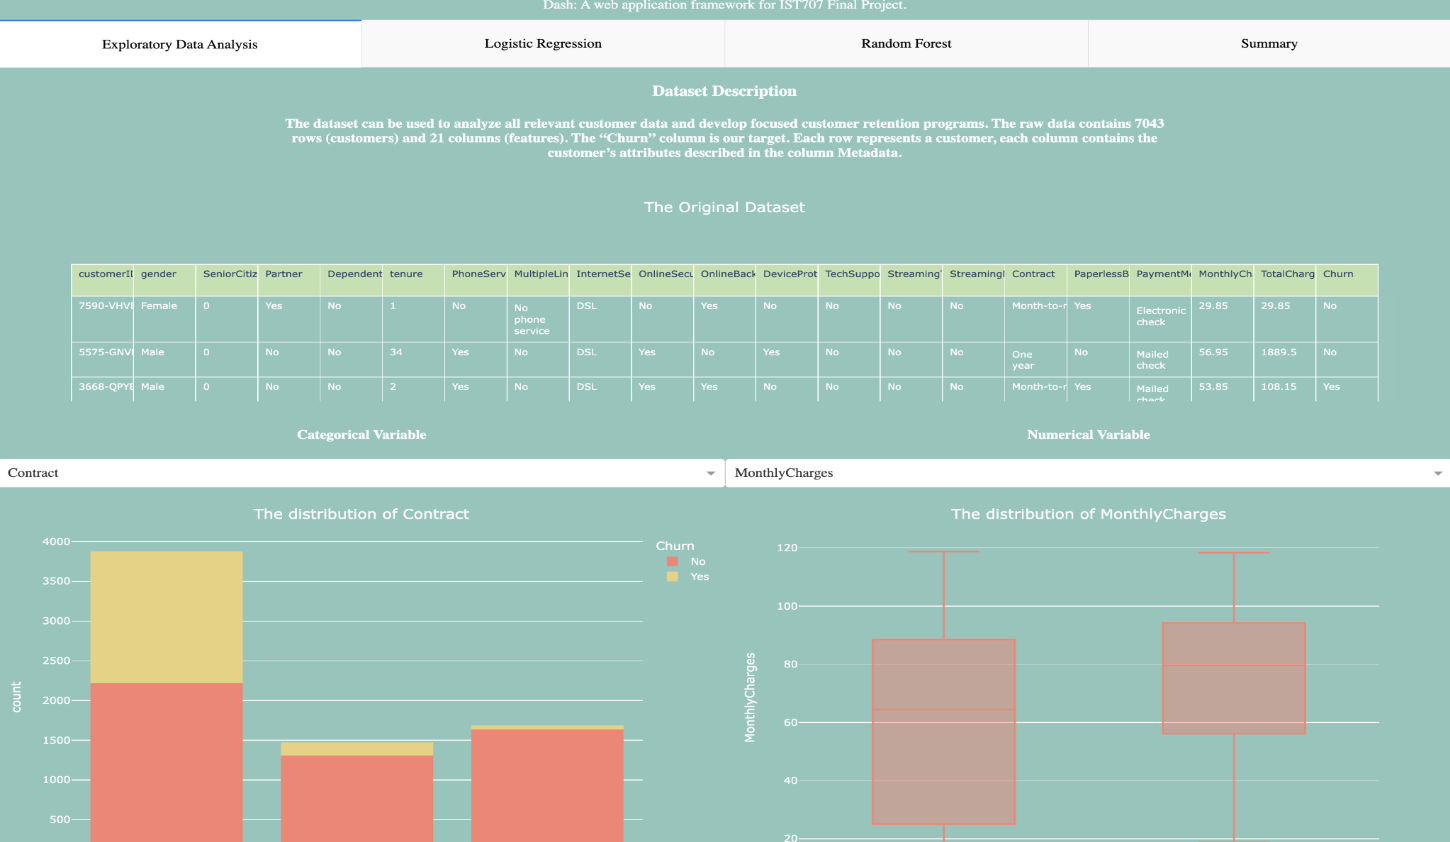 Dash: A web application framework for IST707 Final Project.
Exploratory Data Analysis Logistic Regression Random Forest Summary
Dataset Description
The dataset can be used to analyze all relevant customer data and develop focused customer retention programs. The raw data contains 7043
rows (customers) and 21 columns (features). The “Churn” column is our target. Each row represents a customer, each column contains the
customer’s attributes described in the column Metadata.
The Original Dataset
customerI gender SeniorCitiz Partner Dependent tenure PhoneServ MultipleLin InternetSe OnlineSecu OnlineBack DeviceProt TechSuppo Streaming Streaming Contract PaperlessB PaymentMe MonthlyCh TotalCharg Churn
7590-VHV Female 0 Yes No 1 No No phone service DSL No Yes No No No No Month-to- Yes Electronic check 29.85 29.85 No
5575-GNV Male 0 No No 34 Yes No DSL Yes No Yes No No No One year No Mailed check 56.95 1889.5 No
3668-QPY Male 0 No No 2 Yes No DSL Yes Yes No No No No Month-to- Yes Mailed check 53.85 108.15 Yes
Categorical Variable Numerical Variable
Contract MonthlyCharges
The distribution of Contract
Churn
No
Yes
4000
3500
3000
2500
2000
1500
1000
500
count
The distribution of MonthlyCharges
120
100
80
60
40
20
MonthlyCharges